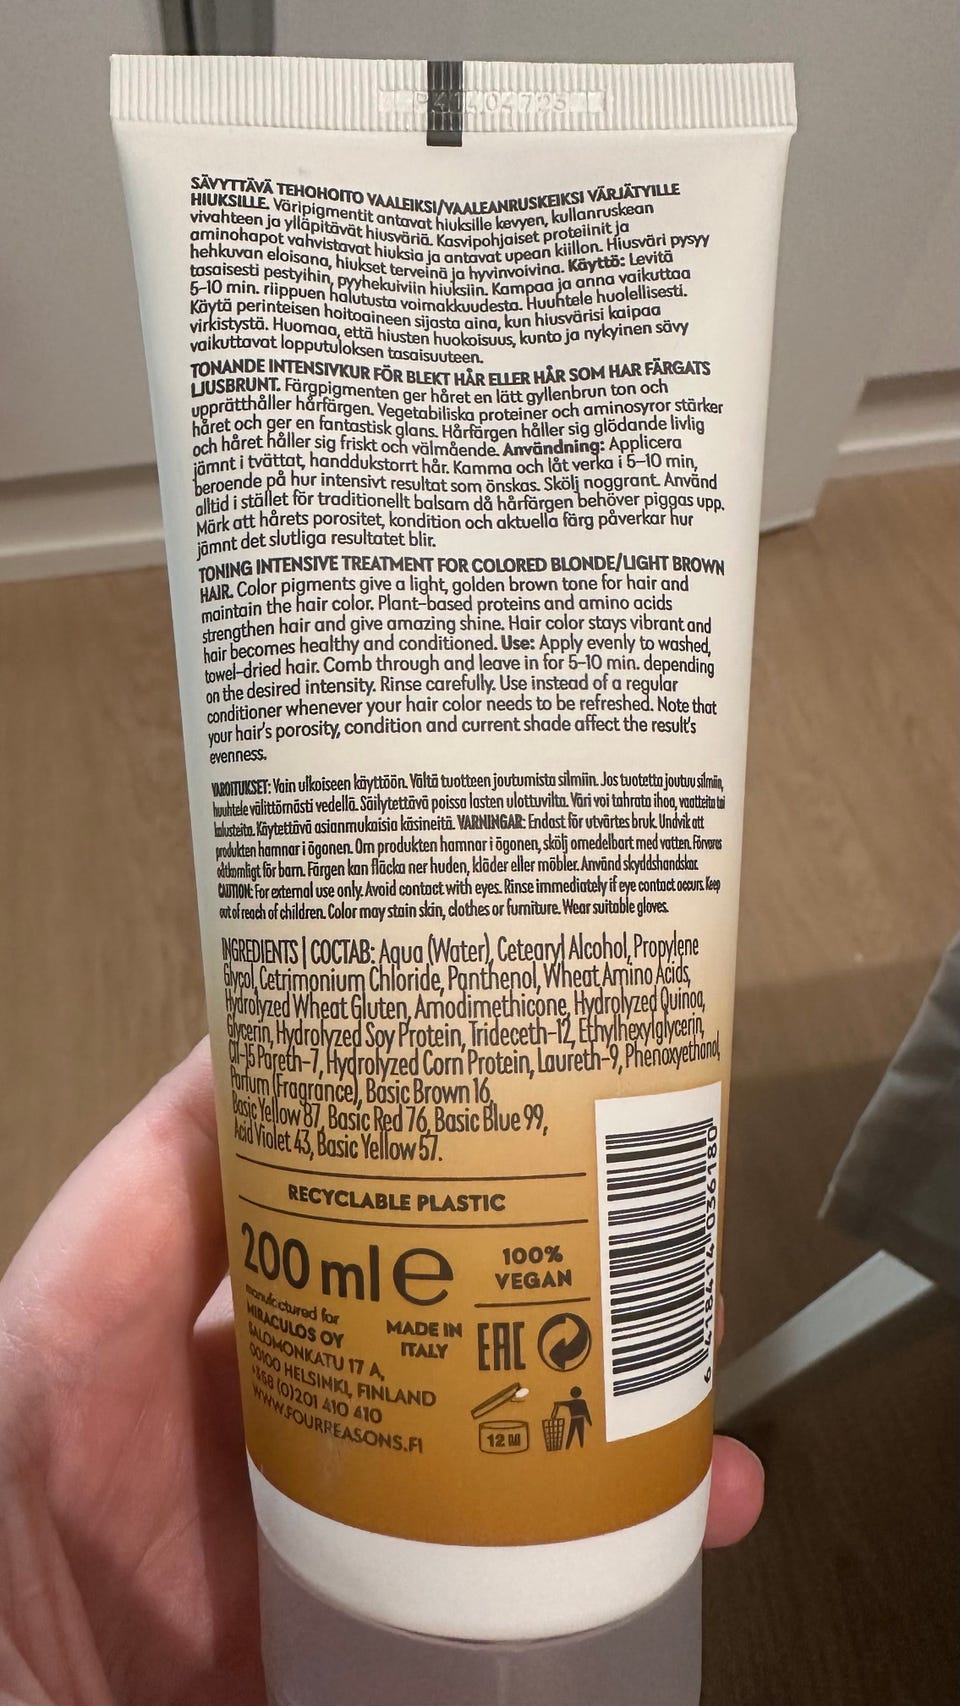 SÄVYTTÄVÄ TEHOHOITO VAALEIKSI/VAALEANRUSKEIKSI VÄRJÄTYILLE
HIUKSILLE. Väripigmentit antavat hiuksille kevyen, kullanruskean
vivahteen ja ylläpitävät hiusväriä. Kasvipohjaiset proteiinit ja
aminohapot vahvistavat hiuksia ja antavat upean kiillon. Hiusväri pysyy
hehkuvan eloisana, hiukset terveinä ja hyvinvoivina. Käyttö: Levitä
tasaisesti pestyihin, pyyhekuiviin hiuksiin. Kampaa ja anna vaikuttaa
5-10 min. riippuen halutusta voimakkuudesta. Huuhtele huolellisesti.
Käytä perinteisen hoitoaineen sijasta aina, kun hiusvärisi kaipaa
virkistystä. Huomaa, että hiusten huokoisuus, kunto ja nykyinen sävy
vaikuttavat lopputuloksen tasaisuuteen.
TONANDE INTENSIVKUR FÖR BLEKT HÅR ELLER HÅR SOM HAR FÄRGATS
LJUSBRUNT. Färgpigmenten ger håret en lätt gyllenbrun ton och
upprätthåller hårfärgen. Vegetabiliska proteiner och aminosyror stärker
håret och ger en fantastisk glans. Hårfärgen håller sig glödande livlig
och håret håller sig friskt och välmående. Användning: Applicera
jämnt i tvättat, handdukstorrt hår. Kamma och låt verka i 5-10 min,
beroende på hur intensivt resultat som önskas. Skölj noggrant. Använd
alltid i stället för traditionellt balsam då hårfärgen behöver piggas upp.
Märk att hårets porositet, kondition och aktuella färg påverkar hur
jämnt det slutliga resultatet blir.
TONING INTENSIVE TREATMENT FOR COLORED BLONDE/LIGHT BROWN
HAIR. Color pigments give a light, golden brown tone for hair and
maintain the hair color. Plant-based proteins and amino acids
strengthen hair and give amazing shine. Hair color stays vibrant and
hair becomes healthy and conditioned. Use: Apply evenly to washed,
towel-dried hair. Comb through and leave in for 5-10 min. depending
on the desired intensity. Rinse carefully. Use instead of a regular
conditioner whenever your hair color needs to be refreshed. Note that
your hair's porosity, condition and current shade affect the result's
evenness.
VAROITUKSET: Vain ulkoiseen käyttöön. Vältä tuotteen joutumista silmiin. Jos tuotetta joutuu silmiin,
huuhtele välittömästi vedellä. Säilytettävä poissa lasten ulottuvilta. Väri voi tahrata ihoa, vaatteita tai
kalusteita. Käytettävä asianmukaisia käsineitä. VARNINGAR: Endast för utvärtes bruk. Undvik att
produkten hamnar i ögonen. Om produkten hamnar i ögonen, skölj omedelbart med vatten. Förvaras
oåtkomligt för barn. Färgen kan fläcka ner huden, kläder eller möbler. Använd skyddshandskar.
CAUTION: For external use only. Avoid contact with eyes. Rinse immediately if eye contact occurs. Keep
out of reach of children. Color may stain skin, clothes or furniture. Wear suitable gloves.
INGREDIENTS | СОСТАВ: Aqua (Water), Cetearyl Alcohol, Propylene
Glycol, Cetrimonium Chloride, Panthenol, Wheat Amino Acids,
Hydrolyzed Wheat Gluten, Amodimethicone, Hydrolyzed Quinoa,
Glycerin, Hydrolyzed Soy Protein, Trideceth-12, Ethylhexylglycerin,
C11-15 Pareth-7, Hydrolyzed Corn Protein, Laureth-9, Phenoxyethanol,
Parfum (Fragrance), Basic Brown 16,
Basic Yellow 87, Basic Red 76, Basic Blue 99,
Acid Violet 43, Basic Yellow 57.
RECYCLABLE PLASTIC
200 ml e
100%
VEGAN
manufactured for
MIRACULOS OY
SALOMONKATU 17 A,
00100 HELSINKI, FINLAND
+358 (0)201 410 410
WWW.FOURREASONS.FI
MADE IN
ITALY
EAC
12 M
6 418414 036180